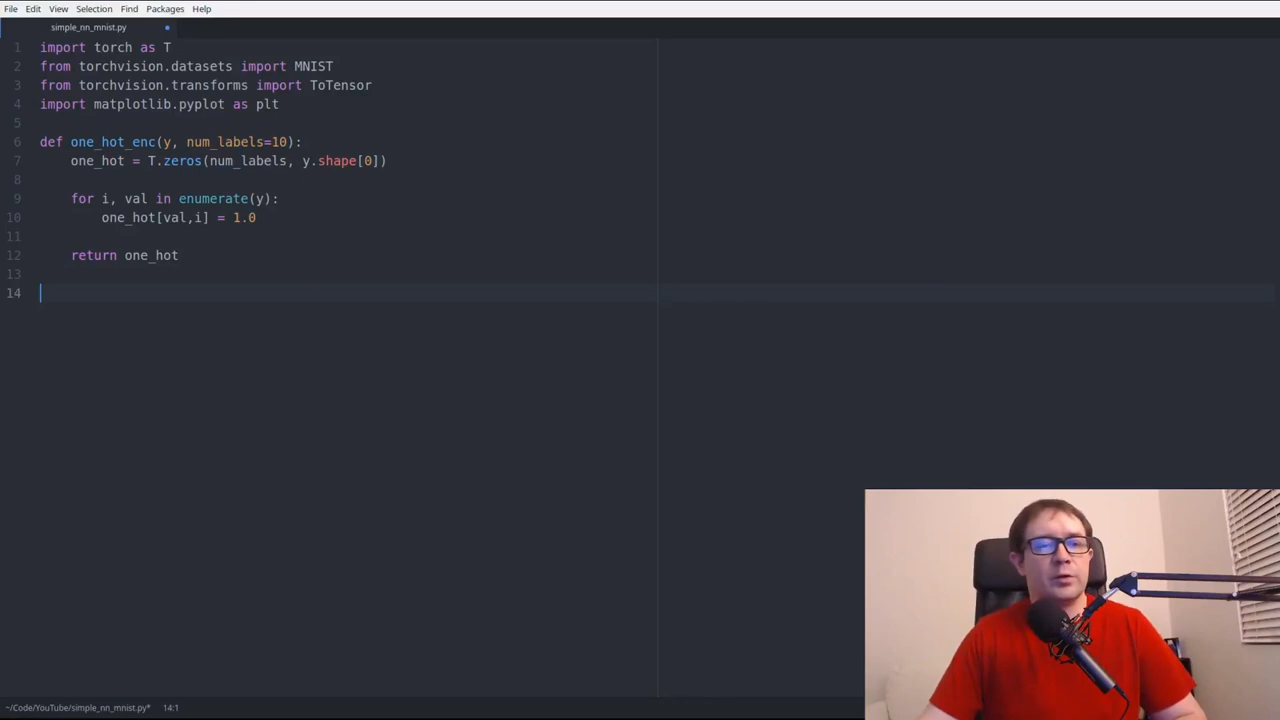 File Edit View Selection Find Packages Help
simple_nn_mnist.py
1 import torch as T
2 from torchvision.datasets import MNIST
3 from torchvision.transforms import ToTensor
4 import matplotlib.pyplot as plt
5
6 def one_hot_enc(y, num_labels=10):
7 one_hot = T.zeros(num_labels, y.shape[0])
8
9 for i, val in enumerate(y):
10 one_hot[val,i] = 1.0
11
12 return one_hot
13
14
~/Code/YouTube/simple_nn_mnist.py* 14:1